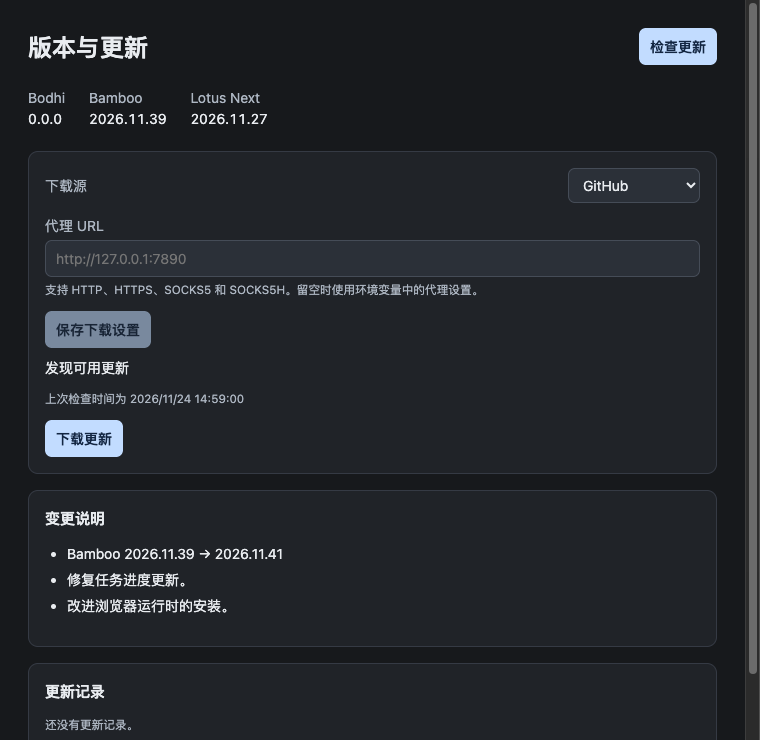 版本与更新
检查更新
Bodhi
Bamboo
Lotus Next
0.0.0
2026.11.39
2026.11.27
下载源
GitHub
代理 URL
http://127.0.0.1:7890
支持 HTTP、HTTPS、SOCKS5 和 SOCKS5H。留空时使用环境变量中的代理设置。
保存下载设置
发现可用更新
上次检查时间为 2026/11/24 14:59:00
下载更新
变更说明
Bamboo 2026.11.39 → 2026.11.41
修复任务进度更新。
改进浏览器运行时的安装。
更新记录
还没有更新记录。